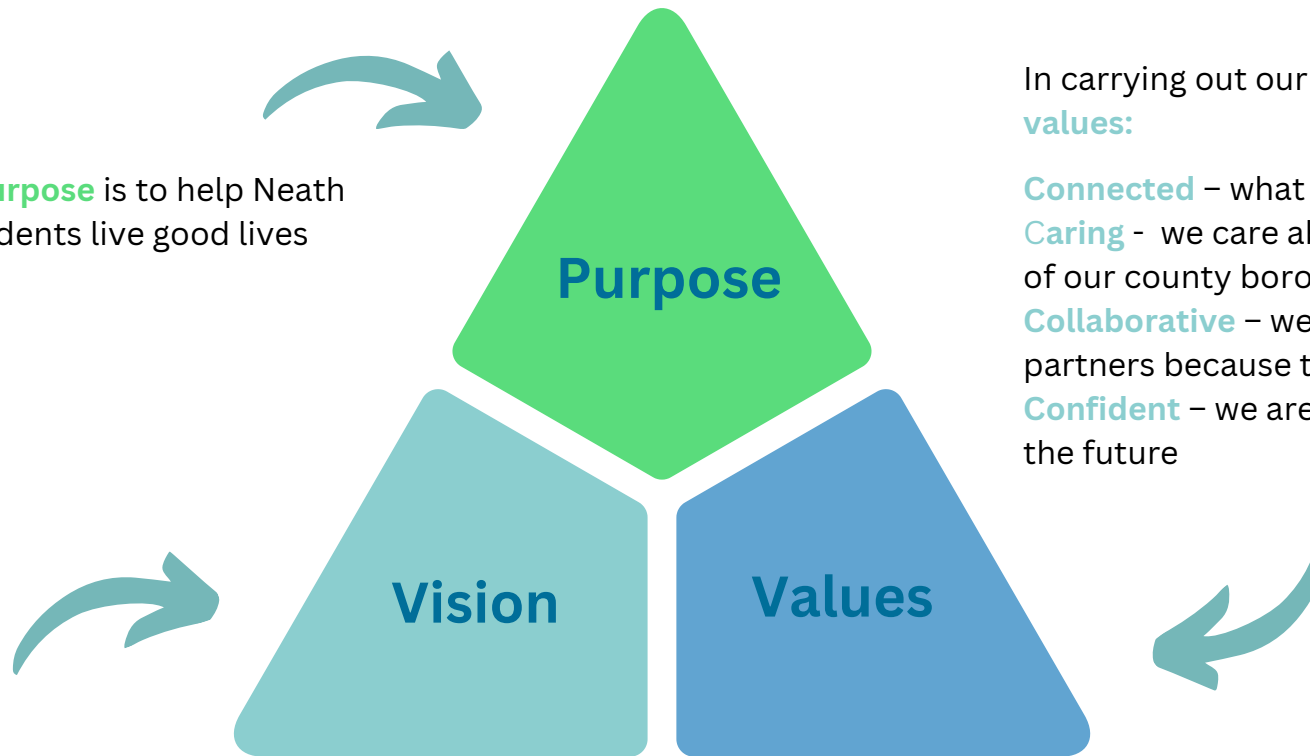 urpose is to help Neath
dents live good lives
Purpose
Vision
Values
In carrying out our
values:
Connected – what
Caring - we care a
of our county boro
Collaborative – we
partners because t
Confident – we are
the future